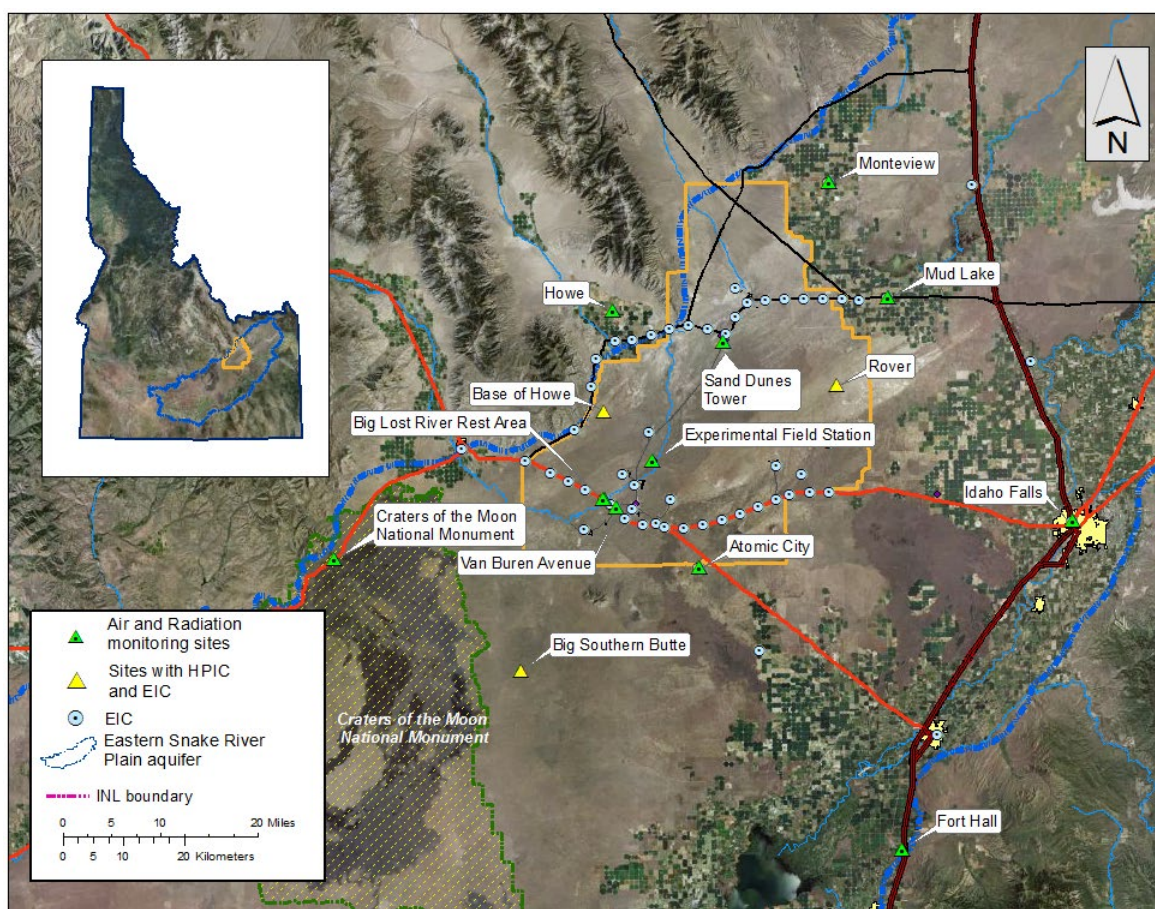 N
Monteview
Mud Lake
Howe
Rover
Sand Dunes
Tower
Base of Howe
Big Lost River Rest Area
Experimental Field Station
Idaho Falls
Craters of the Moon
National Monument
Van Buren Avenue
Atomic City
Big Southern Butte
Craters of the Moon
National Monument
Fort Hall
Air and Radiation
monitoring sites
Sites with HPIC
and EIC
EIC
Eastern Snake River
Plain aquifer
INL boundary
0 5 10 20 Miles
0 5 10 20 Kilometers